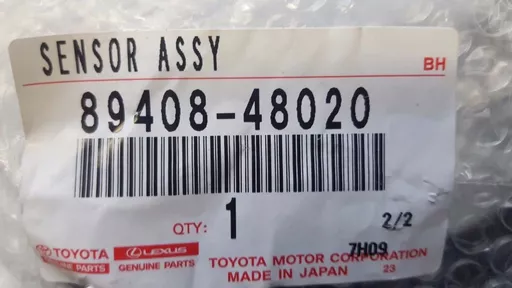 SENSOR ASSY
BH
89408-48020
QTY: 1
2/2
7H09
TOYOTA LEXUS
GENUINE PARTS GENUINE PARTS
TOYOTA MOTOR CORPORATION
MADE IN JAPAN 23